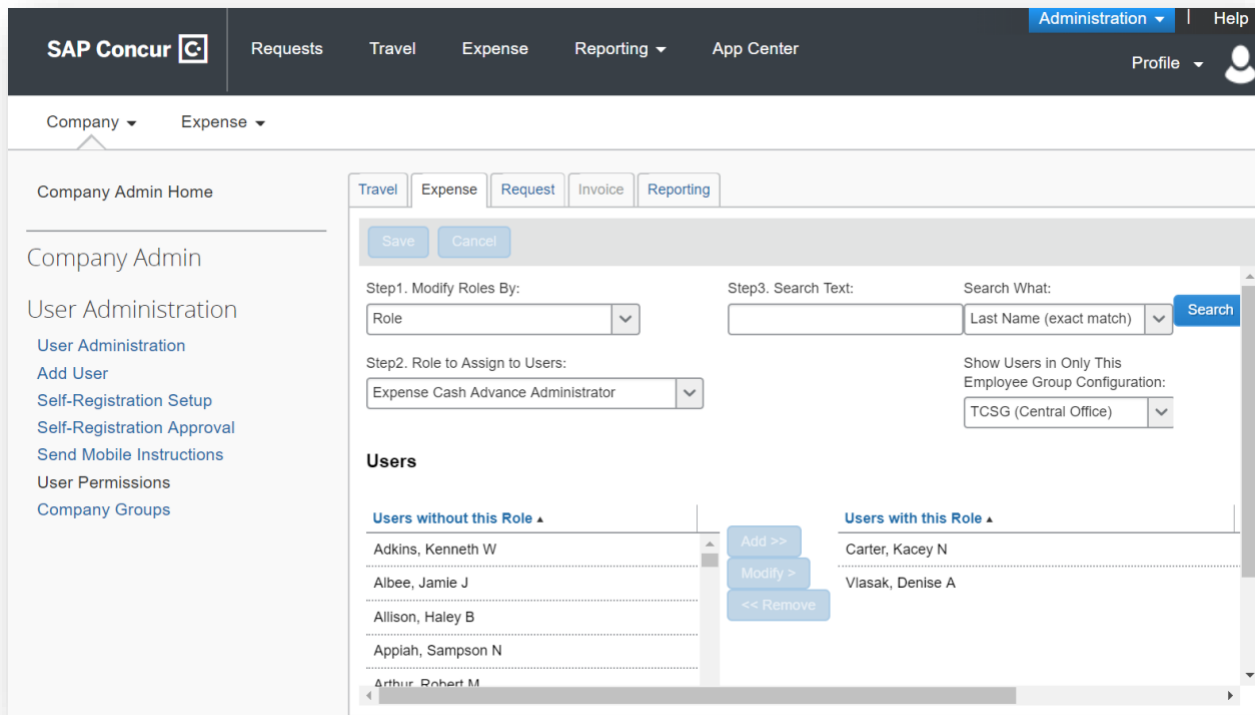 Administration | Help
SAP Concur C Requests Travel Expense Reporting App Center
Profile
Company Expense
Company Admin Home
Company Admin
User Administration
User Administration
Add User
Self-Registration Setup
Self-Registration Approval
Send Mobile Instructions
User Permissions
Company Groups
Travel Expense Request Invoice Reporting
Save Cancel
Step1. Modify Roles By: Step3. Search Text: Search What:
Role Last Name (exact match) Search
Step2. Role to Assign to Users: Show Users in Only This
Employee Group Configuration:
Expense Cash Advance Administrator
TCSG (Central Office)
Users
Users without this Role Users with this Role
Adkins, Kenneth W Add >> Carter, Kacey N
Albee, Jamie J Modify > Vlasak, Denise A
<< Remove
Allison, Haley B
Appiah, Sampson N
Arthur, Robert M